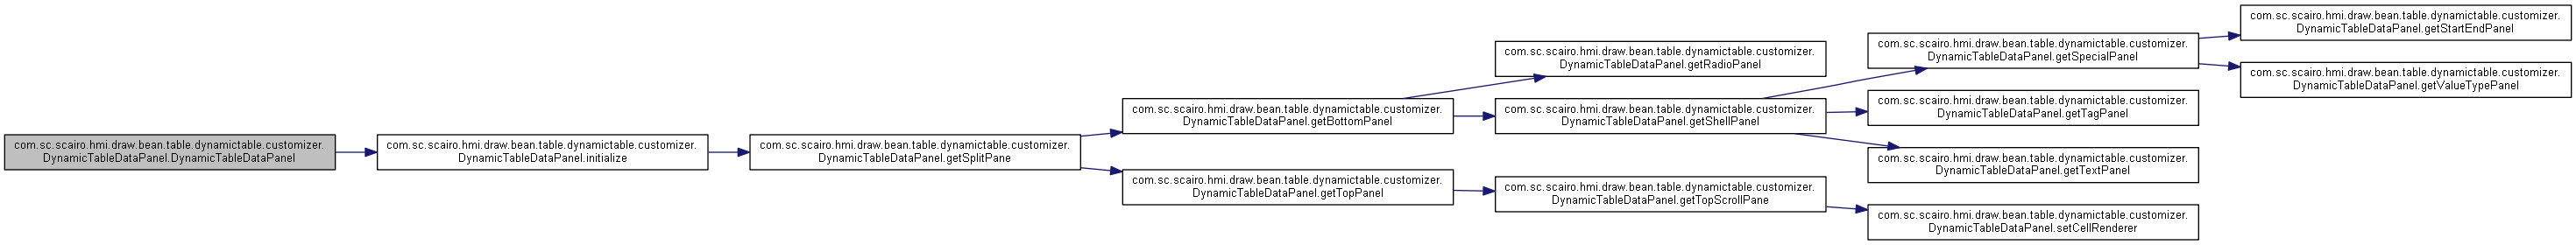 com.sc.scairo.hmi.draw.bean.table.dynamictable.customizer.
DynamicTableDataPanel.DynamicTableDataPanel
com.sc.scairo.hmi.draw.bean.table.dynamictable.customizer.
DynamicTableDataPanel.initialize
com.sc.scairo.hmi.draw.bean.table.dynamictable.customizer.
DynamicTableDataPanel.getSplitPane
com.sc.scairo.hmi.draw.bean.table.dynamictable.customizer.
DynamicTableDataPanel.getBottomPanel
com.sc.scairo.hmi.draw.bean.table.dynamictable.customizer.
DynamicTableDataPanel.getTopPanel
com.sc.scairo.hmi.draw.bean.table.dynamictable.customizer.
DynamicTableDataPanel.getRadioPanel
com.sc.scairo.hmi.draw.bean.table.dynamictable.customizer.
DynamicTableDataPanel.getShellPanel
com.sc.scairo.hmi.draw.bean.table.dynamictable.customizer.
DynamicTableDataPanel.getTopScrollPane
com.sc.scairo.hmi.draw.bean.table.dynamictable.customizer.
DynamicTableDataPanel.getSpecialPanel
com.sc.scairo.hmi.draw.bean.table.dynamictable.customizer.
DynamicTableDataPanel.getTagPanel
com.sc.scairo.hmi.draw.bean.table.dynamictable.customizer.
DynamicTableDataPanel.getTextPanel
com.sc.scairo.hmi.draw.bean.table.dynamictable.customizer.
DynamicTableDataPanel.setCellRenderer
com.sc.scairo.hmi.draw.bean.table.dynamictable.customizer.
DynamicTableDataPanel.getStartEndPanel
com.sc.scairo.hmi.draw.bean.table.dynamictable.customizer.
DynamicTableDataPanel.getValueTypePanel